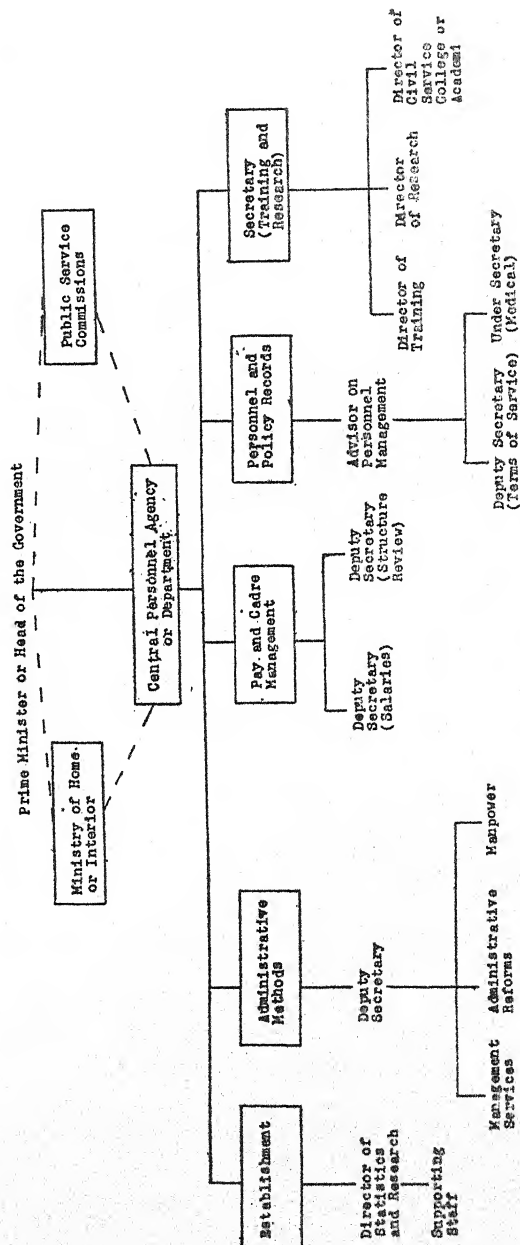 Prime Minister or Head of the Government
Ministry of Home
or Interior
Public Service
Commissions
Central Personnel Agency
or Department
Establishment
Administrative
Methods
Pay and Cadre
Management
Personnel and
Policy Records
Secretary
(Training and
Research)
Director of
Statistics
and Research
Supporting
Staff
Deputy
Secretary
Management
Services
Administrative
Reforms
Manpower
Deputy
Secretary
(Salaries)
Deputy
Secretary
(Structure
Review)
Advisor on
Personnel
Management
Deputy Secretary
(Terms of Service)
Under Secretary
(Medical)
Director of
Training
Director
of Research
Director of
Civil
Service
College or
Academi